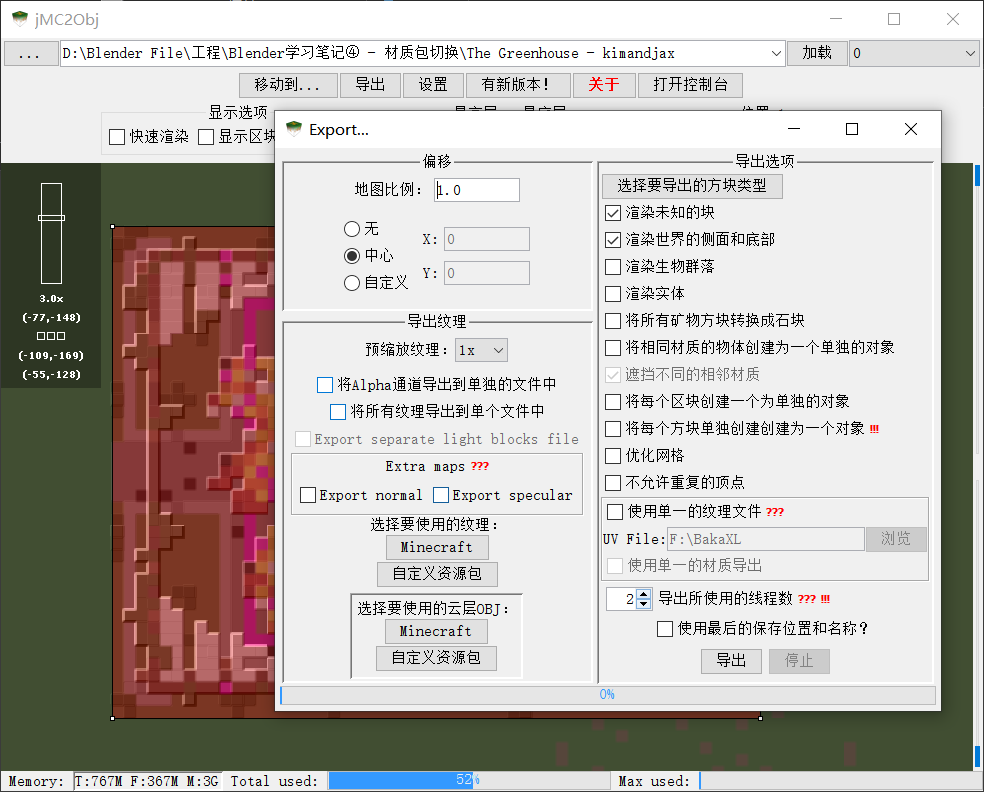 jMC2Obj
... D:\Blender File\工程\Blender学习笔记④ - 材质包切换\The Greenhouse - kimandjax 加载 0
移动到... 导出 设置 有新版本! 关于 打开控制台
显示选项
快速渲染 显示区块
3.0x
(-77,-148)
□□□
(-109,-169)
(-55,-128)
Export...
偏移
地图比例: 1.0
无
中心
自定义
X: 0
Y: 0
导出纹理
预缩放纹理: 1x
将Alpha通道导出到单独的文件中
将所有纹理导出到单个文件中
Export separate light blocks file
Extra maps ???
Export normal Export specular
选择要使用的纹理:
Minecraft
自定义资源包
选择要使用的云层OBJ:
Minecraft
自定义资源包
导出选项
选择要导出的方块类型
渲染未知的块
渲染世界的侧面和底部
渲染生物群落
渲染实体
将所有矿物方块转换成石块
将相同材质的物体创建为一个单独的对象
遮挡不同的相邻材质
将每个区块创建一个为单独的对象
将每个方块单独创建创建为一个对象 !!!
优化网格
不允许重复的顶点
使用单一的纹理文件 ???
UV File: F:\BakaXL 浏览
使用单一的材质导出
2 导出所使用的线程数 ??? !!!
使用最后的保存位置和名称?
导出 停止
0%
Memory: T:767M F:367M M:3G Total used: 52% Max used: